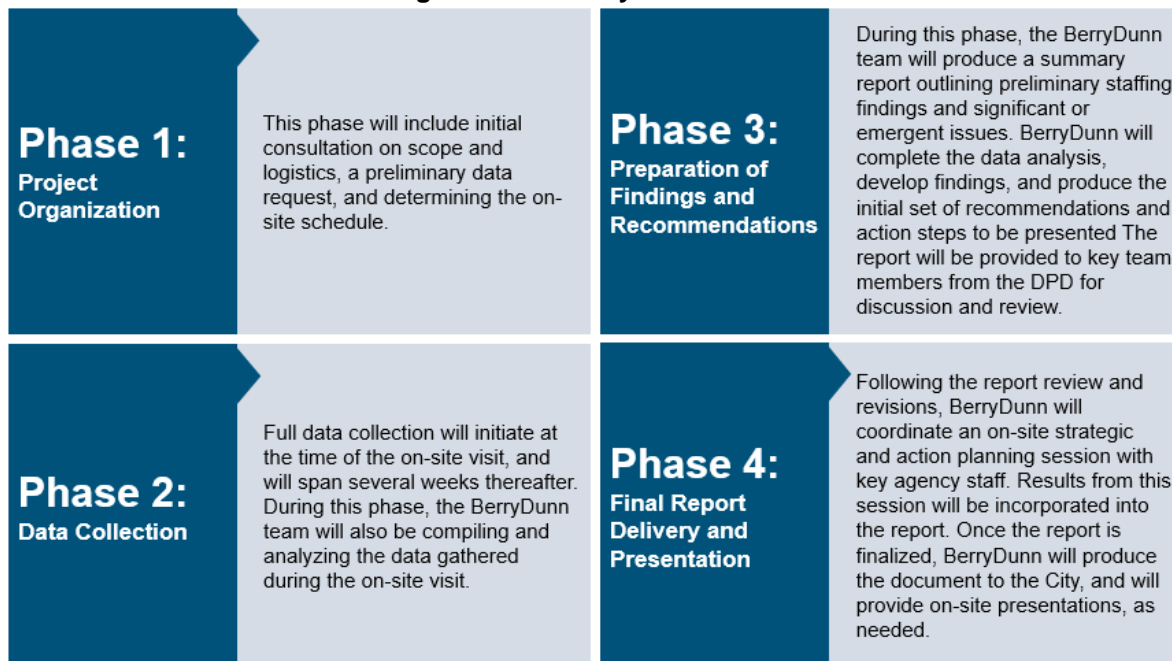 Phase 1:
Project
Organization
This phase will include initial
consultation on scope and
logistics, a preliminary data
request, and determining the on-
site schedule.
Phase 2:
Data Collection
Full data collection will initiate at
the time of the on-site visit, and
will span several weeks thereafter.
During this phase, the BerryDunn
team will also be compiling and
analyzing the data gathered
during the on-site visit.
Phase 3:
Preparation of
Findings and
Recommendations
During this phase, the BerryDunn
team will produce a summary
report outlining preliminary staffing
findings and significant or
emergent issues. BerryDunn will
complete the data analysis,
develop findings, and produce the
initial set of recommendations and
action steps to be presented The
report will be provided to key team
members from the DPD for
discussion and review.
Phase 4:
Final Report
Delivery and
Presentation
Following the report review and
revisions, BerryDunn will
coordinate an on-site strategic
and action planning session with
key agency staff. Results from this
session will be incorporated into
the report. Once the report is
finalized, BerryDunn will produce
the document to the City, and will
provide on-site presentations, as
needed.